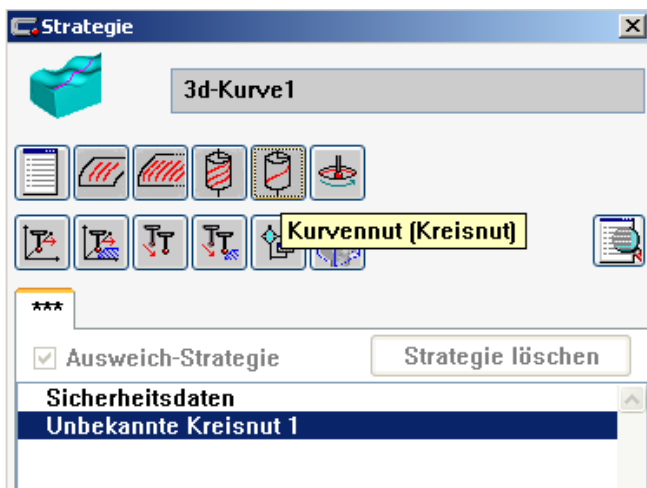 Strategie
3d-Kurve1
Kurvennut (Kreisnut)
***
Ausweich-Strategie
Strategie löschen
Sicherheitsdaten
Unbekannte Kreisnut 1